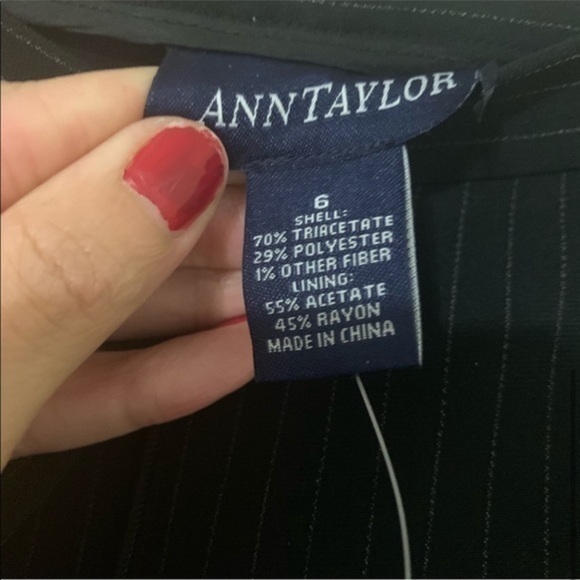 ANNTAYLOR
6
SHELL:
70% TRIACETATE
29% POLYESTER
1% OTHER FIBER
LINING:
55% ACETATE
45% RAYON
MADE IN CHINA